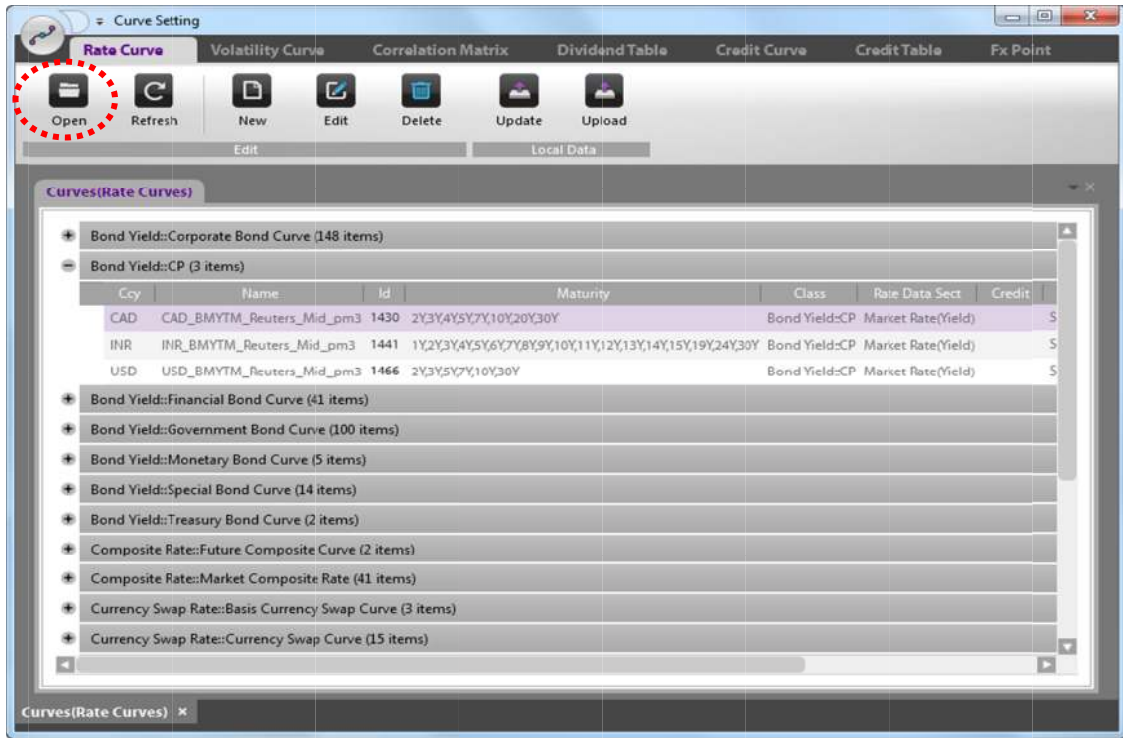 Curve Setting
Rate Curve Volatility Curve Correlation Matrix Dividend Table Credit Curve Credit Table Fx Point
Open Refresh New Edit Delete Update Upload
Edit Local Data
Curves(Rate Curves)
Bond Yield::Corporate Bond Curve (148 items)
Bond Yield::CP (3 items)
Ccy Name Id Maturity Class Rate Data Sect Credit
CAD CAD_BMYTM_Reuters_Mid_pm3 1430 2Y,3Y,4Y,5Y,7Y,10Y,20Y,30Y Bond Yield::CP Market Rate(Yield) S
INR INR_BMYTM_Reuters_Mid_pm3 1441 1Y,2Y,3Y,4Y,5Y,6Y,7Y,8Y,9Y,10Y,11Y,12Y,13Y,14Y,15Y,19Y,24Y,30Y Bond Yield::CP Market Rate(Yield) S
USD USD_BMYTM_Reuters_Mid_pm3 1466 2Y,3Y,5Y,7Y,10Y,30Y Bond Yield::CP Market Rate(Yield) S
Bond Yield::Financial Bond Curve (41 items)
Bond Yield::Government Bond Curve (100 items)
Bond Yield::Monetary Bond Curve (5 items)
Bond Yield::Special Bond Curve (14 items)
Bond Yield::Treasury Bond Curve (2 items)
Composite Rate::Future Composite Curve (2 items)
Composite Rate::Market Composite Rate (41 items)
Currency Swap Rate::Basis Currency Swap Curve (3 items)
Currency Swap Rate::Currency Swap Curve (15 items)
Curves(Rate Curves) ×